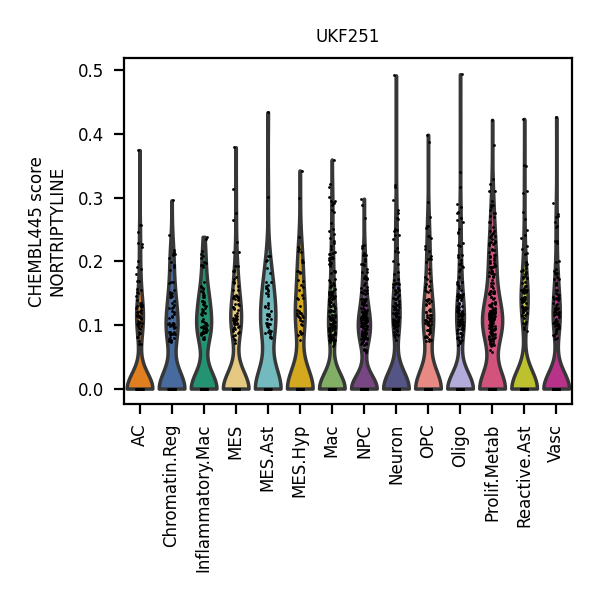 UKF251
CHEMBL445 score
NORTRIPTYLINE
0.5
0.4
0.3
0.2
0.1
0.0
AC
Chromatin.Reg
Inflammatory.Mac
MES
MES.Ast
MES.Hyp
Mac
NPC
Neuron
OPC
Oligo
Prolif.Metab
Reactive.Ast
Vasc